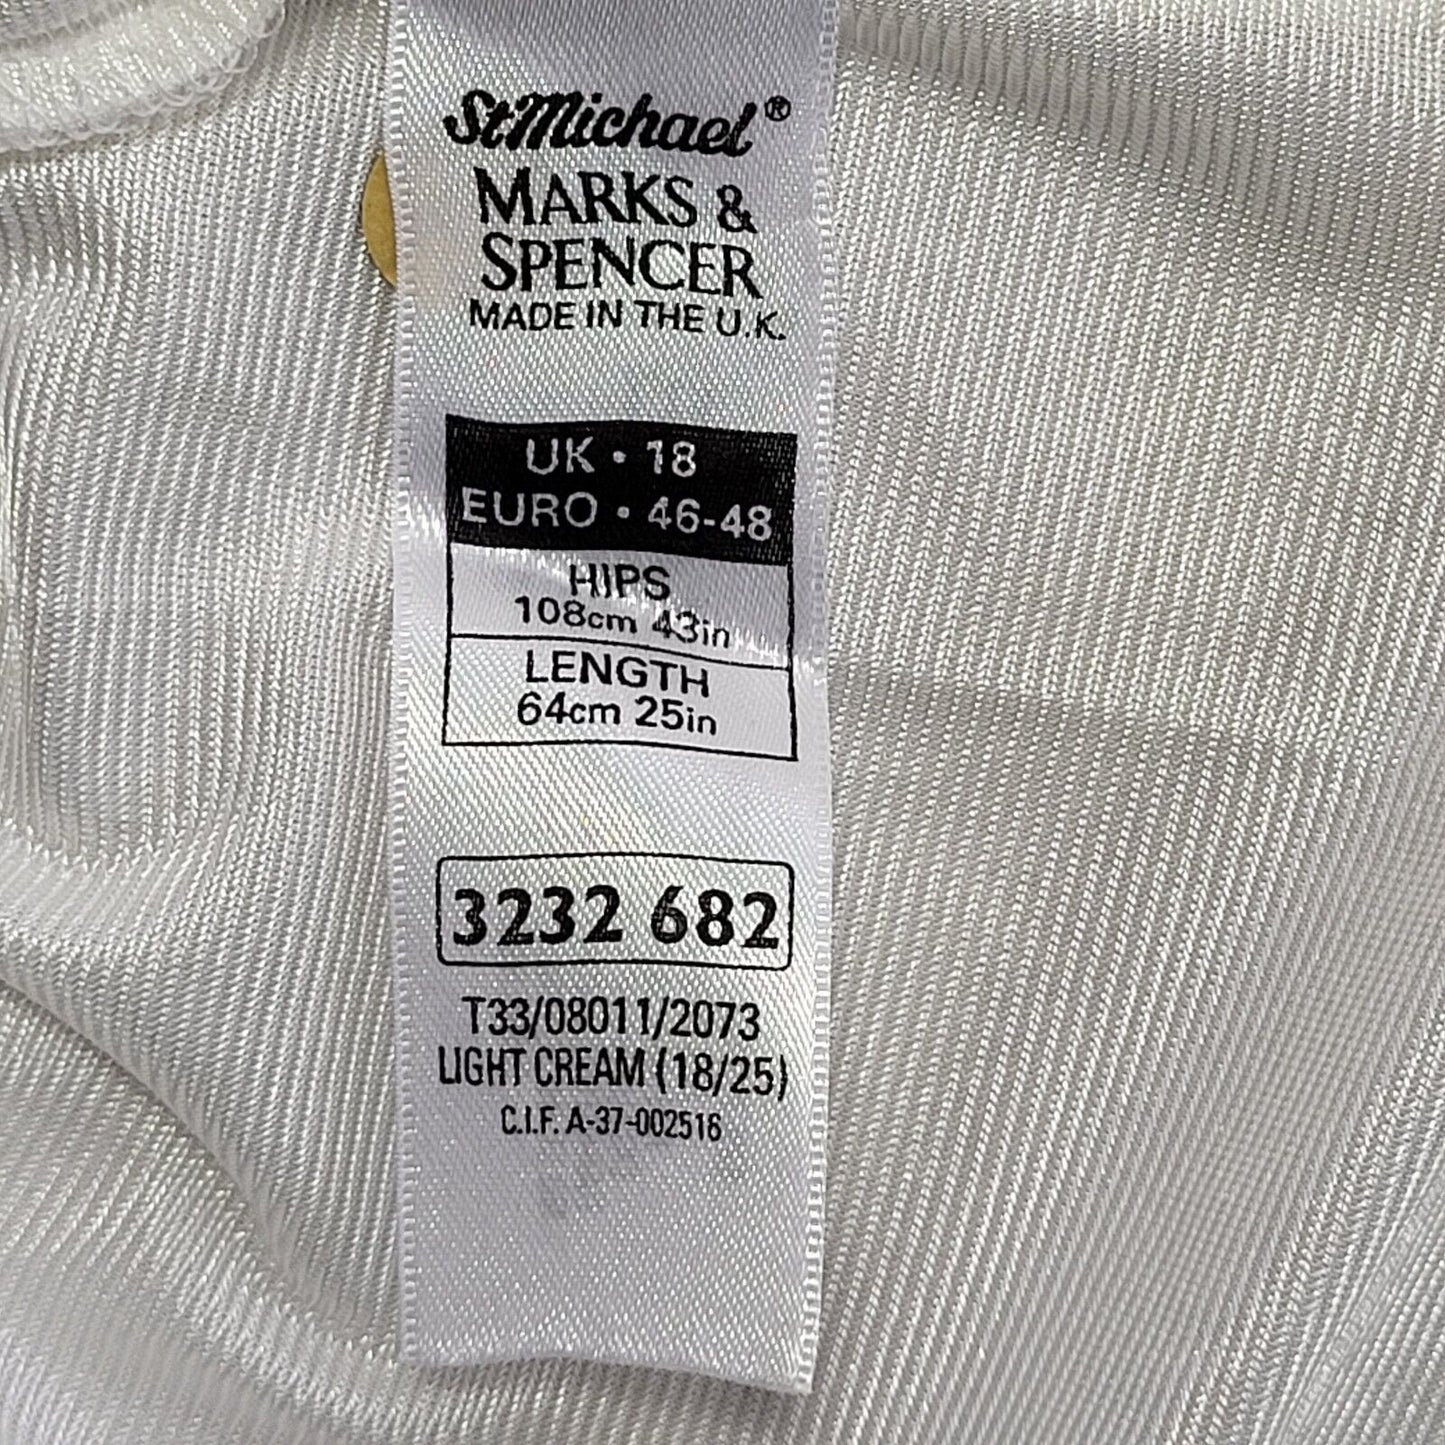 StMichael®
MARKS &
SPENCER
MADE IN THE U.K.
UK • 18
EURO • 46-48
HIPS
108cm 43in
LENGTH
64cm 25in
3232 682
T33/08011/2073
LIGHT CREAM (18/25)
C.I.F. A-37-002516